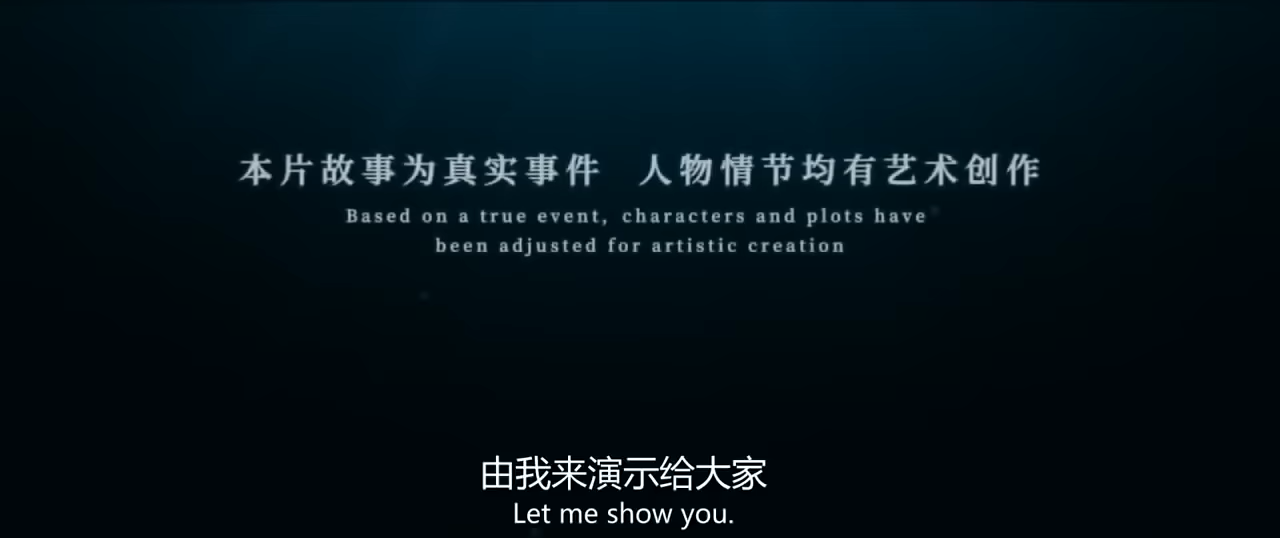 本片故事为真实事件 人物情节均有艺术创作
Based on a true event, characters and plots have
been adjusted for artistic creation
由我来演示给大家
Let me show you.